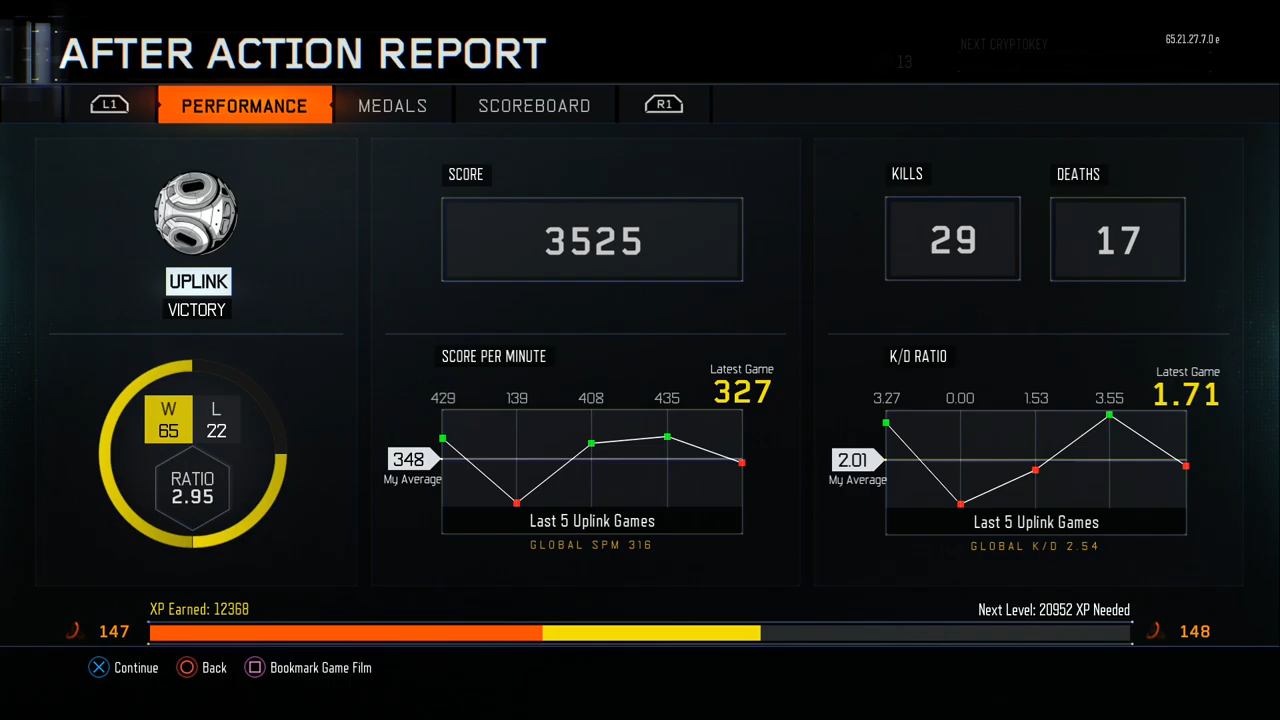 AFTER ACTION REPORT
NEXT CRYPTOKEY
13
65.21.27.7.0 e
L1
PERFORMANCE
MEDALS
SCOREBOARD
R1
UPLINK
VICTORY
W
65
L
22
RATIO
2.95
SCORE
3525
SCORE PER MINUTE
Latest Game
327
429 139 408 435
348
My Average
Last 5 Uplink Games
GLOBAL SPM 316
KILLS
29
DEATHS
17
K/D RATIO
Latest Game
1.71
3.27 0.00 1.53 3.55
2.01
My Average
Last 5 Uplink Games
GLOBAL K/D 2.54
XP Earned: 12368
Next Level: 20952 XP Needed
147
148
Continue Back Bookmark Game Film